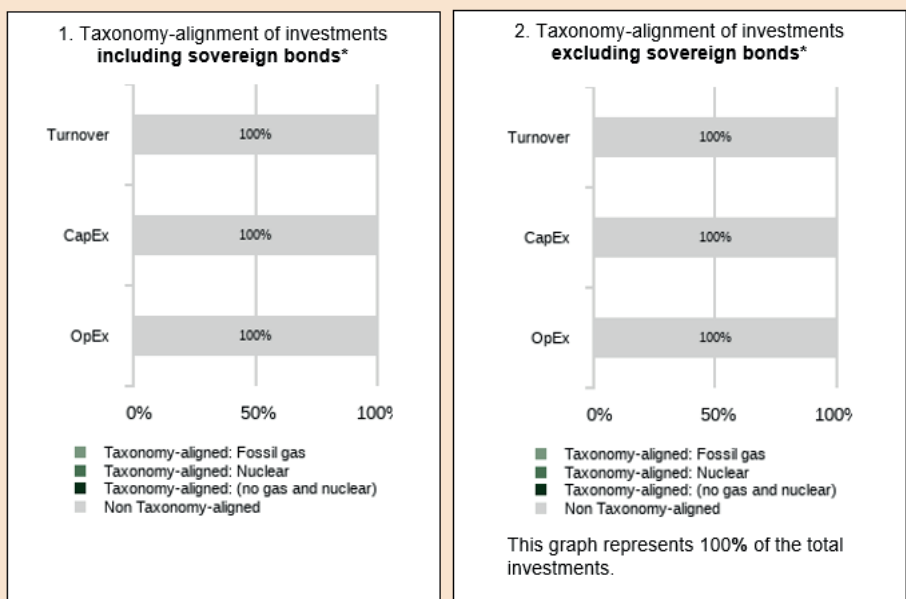 1. Taxonomy-alignment of investments
including sovereign bonds*
Turnover
100%
CapEx
100%
OpEx
100%
0% 50% 100%
Taxonomy-aligned: Fossil gas
Taxonomy-aligned: Nuclear
Taxonomy-aligned: (no gas and nuclear)
Non Taxonomy-aligned
2. Taxonomy-alignment of investments
excluding sovereign bonds*
Turnover
100%
CapEx
100%
OpEx
100%
0% 50% 100%
Taxonomy-aligned: Fossil gas
Taxonomy-aligned: Nuclear
Taxonomy-aligned: (no gas and nuclear)
Non Taxonomy-aligned
This graph represents 100% of the total
investments.